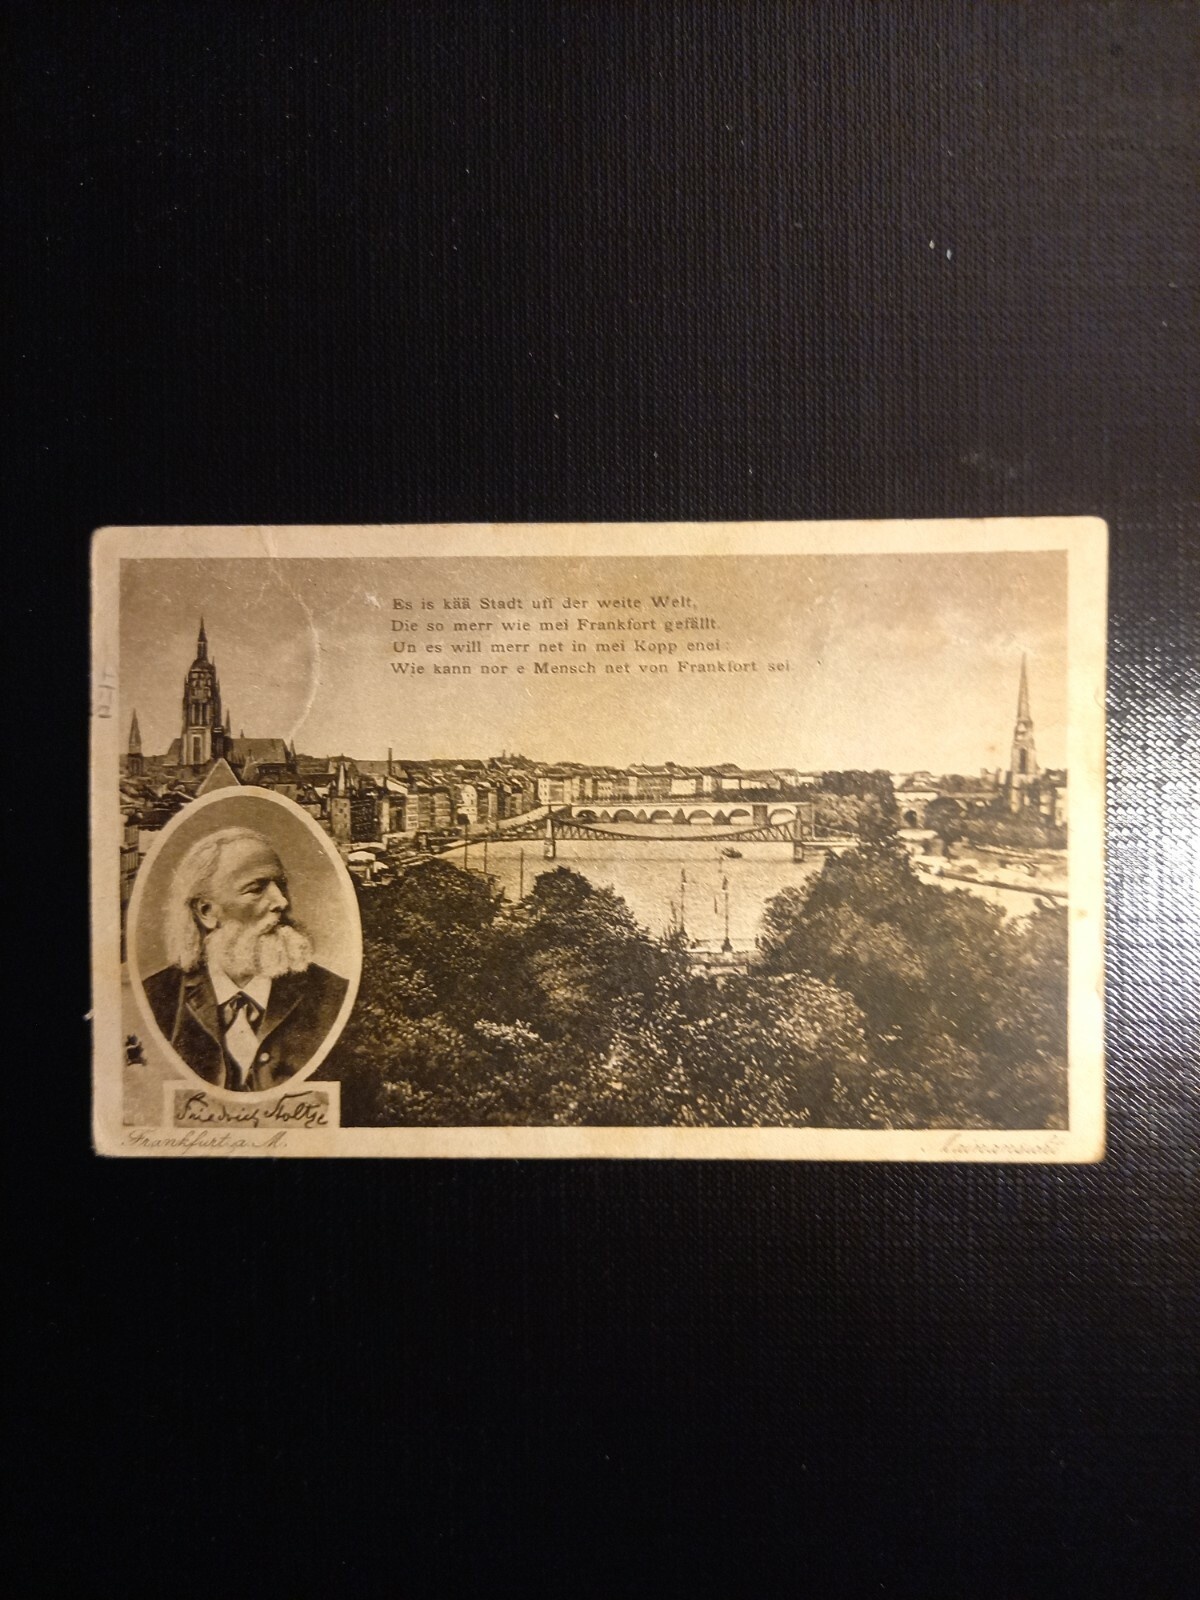 Es is kää Stadt uff der weite Welt,
Die so merr wie mei Frankfort gefällt.
Un es will merr net in mei Kopp enei:
Wie kann nor e Mensch net von Frankfort sei.
Friedrich Stoltze
Frankfurt a. M.
Mainansicht